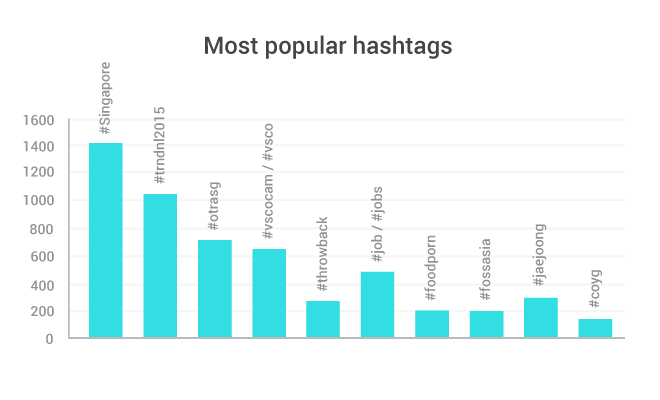 Most popular hashtags
1600
1400
1200
1000
800
600
400
200
0
#Singapore
#trndnl2015
#otrasg
#vscocam / #vsco
#throwback
#job / #jobs
#foodporn
#fossasia
#jaejoong
#coyg